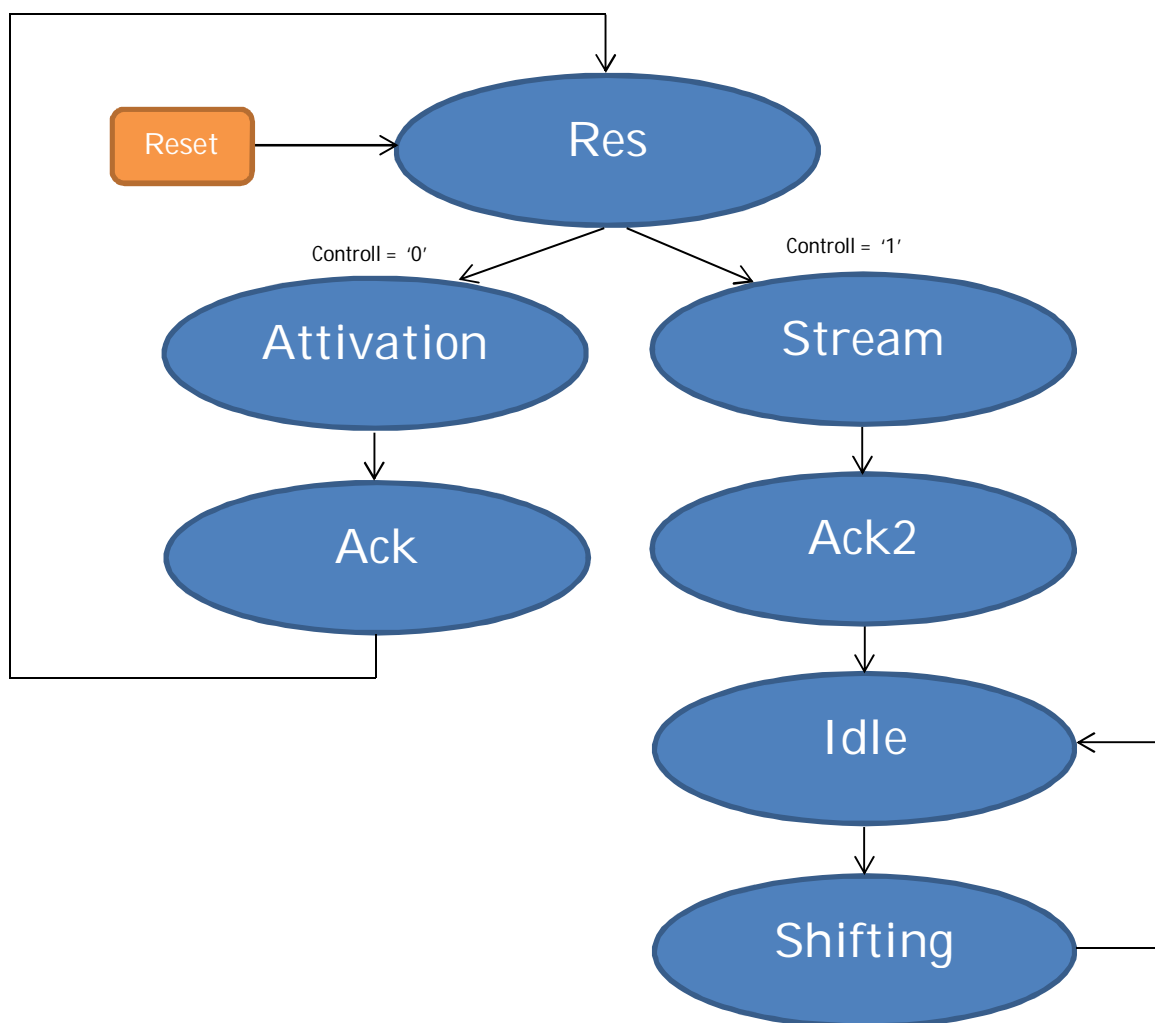 Res
Reset
Controll = ‘0’
Controll = ‘1’
Attivation
Stream
Ack
Ack2
Idle
Shifting